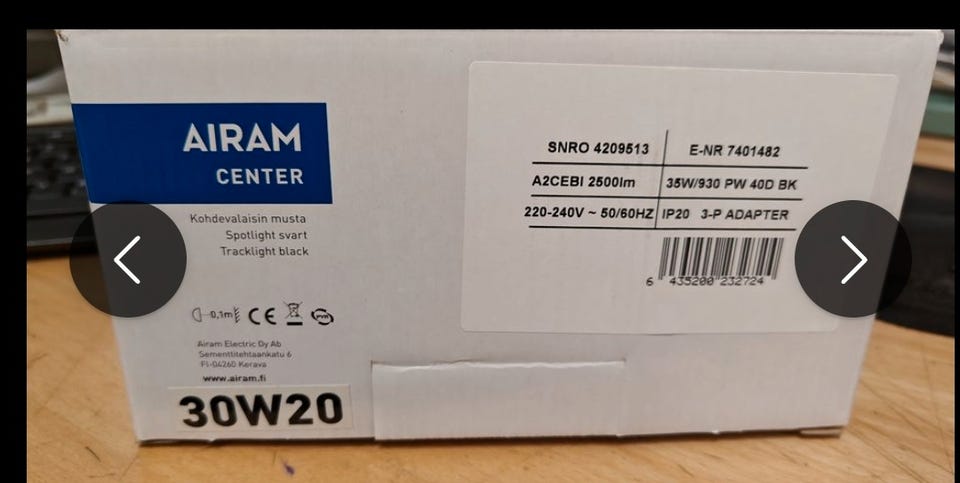 AIRAM
CENTER
Kohdevalaisin musta
Spotlight svart
Tracklight black
0,1m
CE
PYR
Airam Electric Oy Ab
Sementtitehtaankatu 6
FI-04260 Kerava
www.airam.fi
30W20
SNRO 4209513 E-NR 7401482
A2CEBI 2500lm 35W/930 PW 40D BK
220-240V ~ 50/60HZ IP20 3-P ADAPTER
6 435200 232724